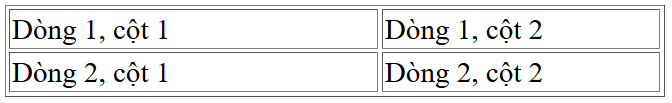 Dòng 1, cột 1 Dòng 1, cột 2
Dòng 2, cột 1 Dòng 2, cột 2